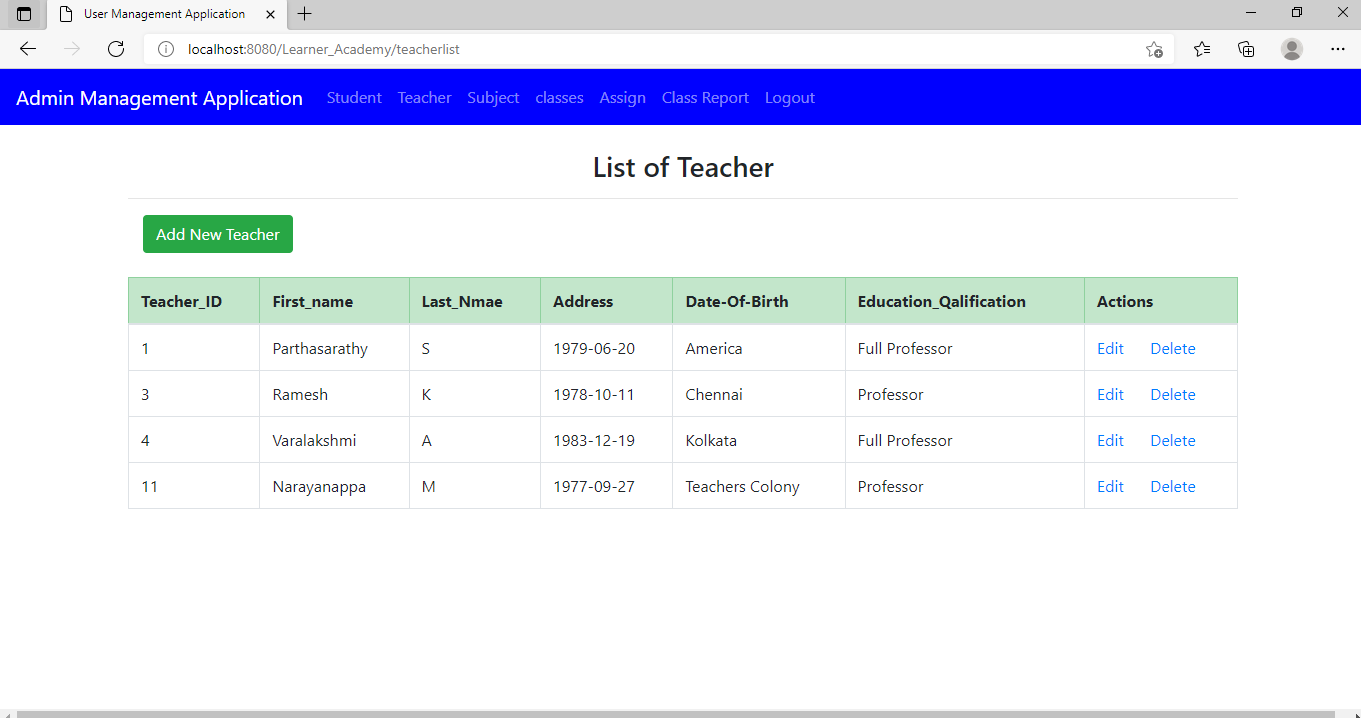 User Management Application
localhost:8080/Learner_Academy/teacherlist
Admin Management Application Student Teacher Subject classes Assign Class Report Logout
List of Teacher
Add New Teacher
Teacher_ID First_name Last_Nmae Address Date-Of-Birth Education_Qalification Actions
1 Parthasarathy S 1979-06-20 America Full Professor Edit Delete
3 Ramesh K 1978-10-11 Chennai Professor Edit Delete
4 Varalakshmi A 1983-12-19 Kolkata Full Professor Edit Delete
11 Narayanappa M 1977-09-27 Teachers Colony Professor Edit Delete